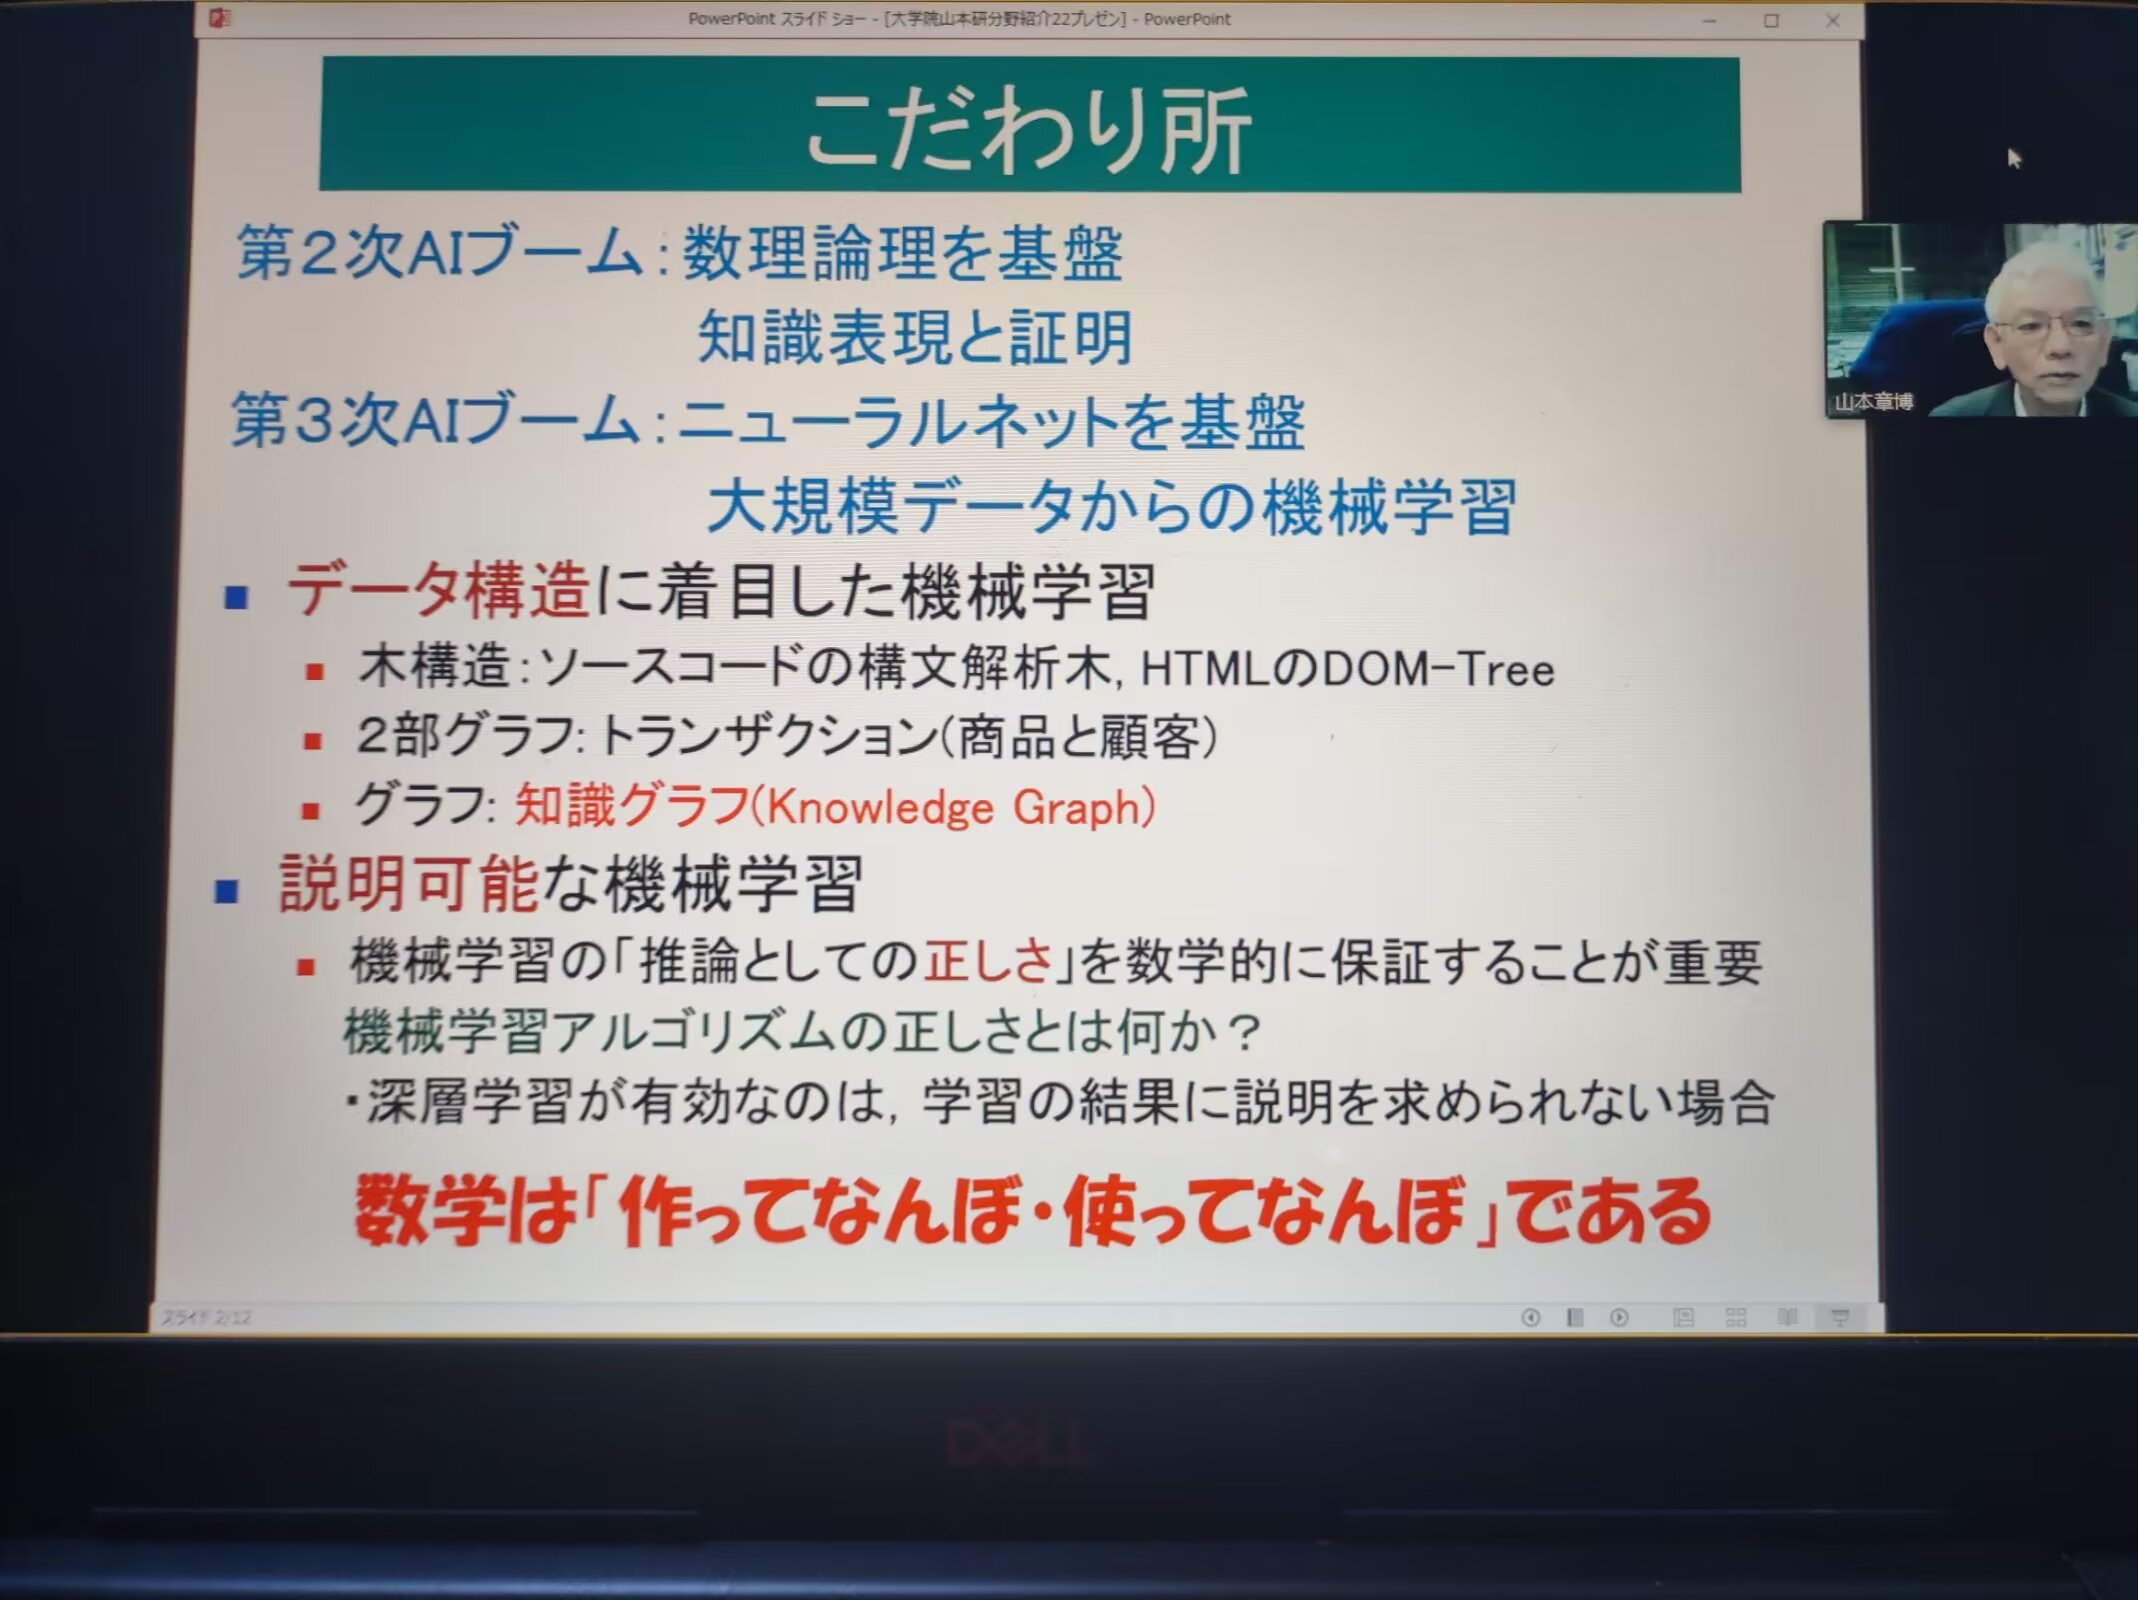 PowerPoint スライド ショー - [大学院山本研分野紹介22プレゼン] - PowerPoint
こだわり所
第2次AIブーム:数理論理を基盤
知識表現と証明
第3次AIブーム:ニューラルネットを基盤
大規模データからの機械学習
■ データ構造に着目した機械学習
■ 木構造:ソースコードの構文解析木, HTMLのDOM-Tree
■ 2部グラフ:トランザクション(商品と顧客)
■ グラフ: 知識グラフ(Knowledge Graph)
■ 説明可能な機械学習
■ 機械学習の「推論としての正しさ」を数学的に保証することが重要
機械学習アルゴリズムの正しさとは何か?
・深層学習が有効なのは, 学習の結果に説明を求められない場合
数学は「作ってなんぼ・使ってなんぼ」である
スライド 2/12
山本章博
DELL